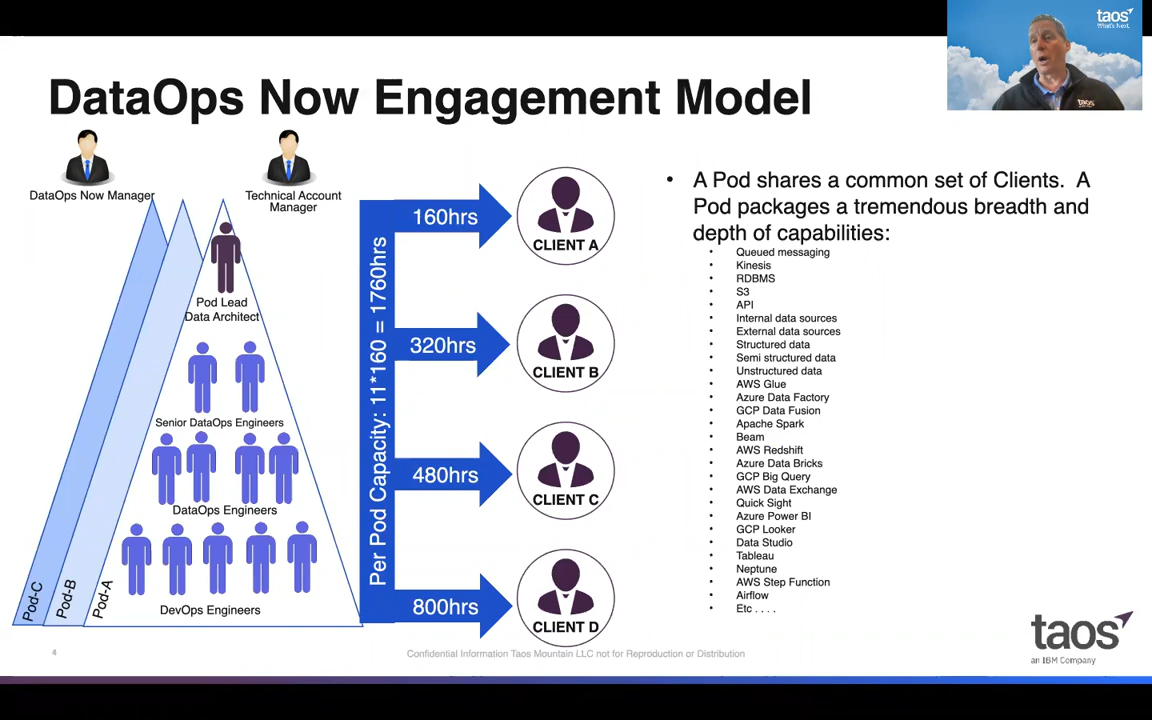 taos
What's Next.
DataOps Now Engagement Model
DataOps Now Manager
Technical Account
Manager
Pod Lead
Data Architect
Senior DataOps Engineers
DataOps Engineers
DevOps Engineers
Pod-C
Pod-B
Pod-A
Per Pod Capacity: 11*160 = 1760hrs
160hrs
CLIENT A
320hrs
CLIENT B
480hrs
CLIENT C
800hrs
CLIENT D
• A Pod shares a common set of Clients. A
Pod packages a tremendous breadth and
depth of capabilities:
• Queued messaging
• Kinesis
• RDBMS
• S3
• API
• Internal data sources
• External data sources
• Structured data
• Semi structured data
• Unstructured data
• AWS Glue
• Azure Data Factory
• GCP Data Fusion
• Apache Spark
• Beam
• AWS Redshift
• Azure Data Bricks
• GCP Big Query
• AWS Data Exchange
• Quick Sight
• Azure Power BI
• GCP Looker
• Data Studio
• Tableau
• Neptune
• AWS Step Function
• Airflow
• Etc . . . .
4
Confidential Information Taos Mountain LLC not for Reproduction or Distribution
taos
an IBM Company
taos